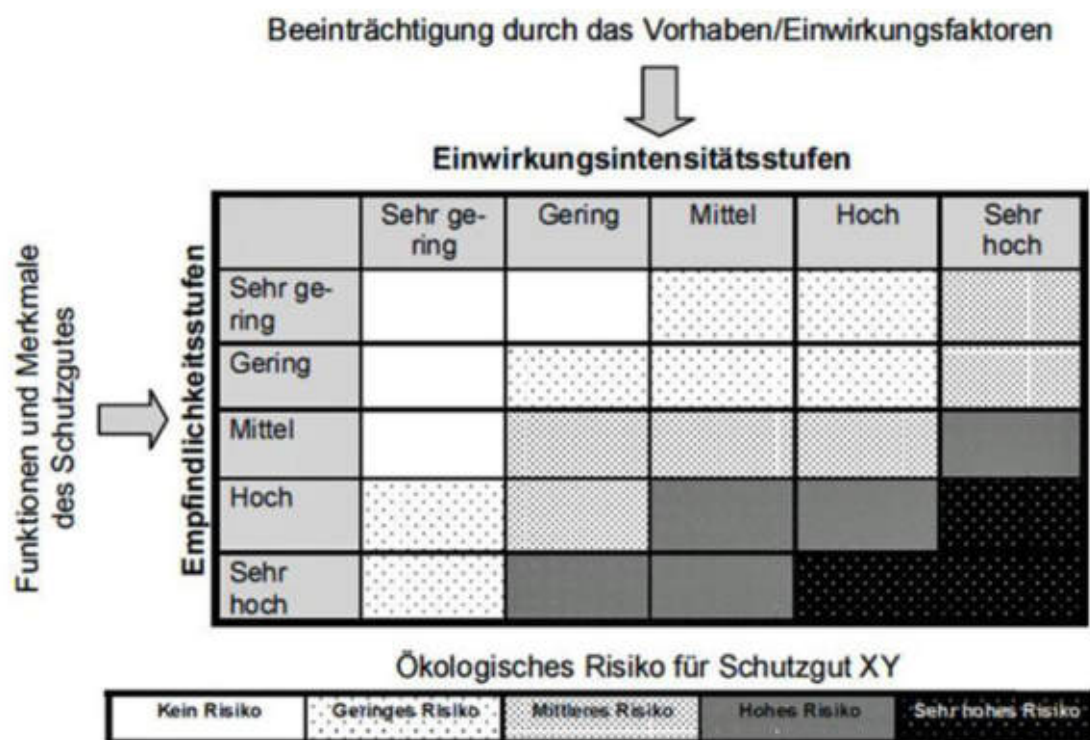 Beeinträchtigung durch das Vorhaben/Einwirkungsfaktoren
Einwirkungsintensitätsstufen
Sehr ge-
ring
Gering
Mittel
Hoch
Sehr
hoch
Funktionen und Merkmale
des Schutzgutes
Empfindlichkeitsstufen
Sehr ge-
ring
Gering
Mittel
Hoch
Sehr
hoch
Ökologisches Risiko für Schutzgut XY
Kein Risiko
Geringes Risiko
Mittleres Risiko
Hohes Risiko
Sehr hohes Risiko